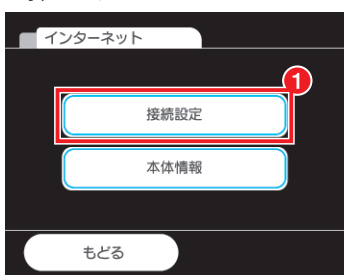 インターネット
1
接続設定
本体情報
もどる